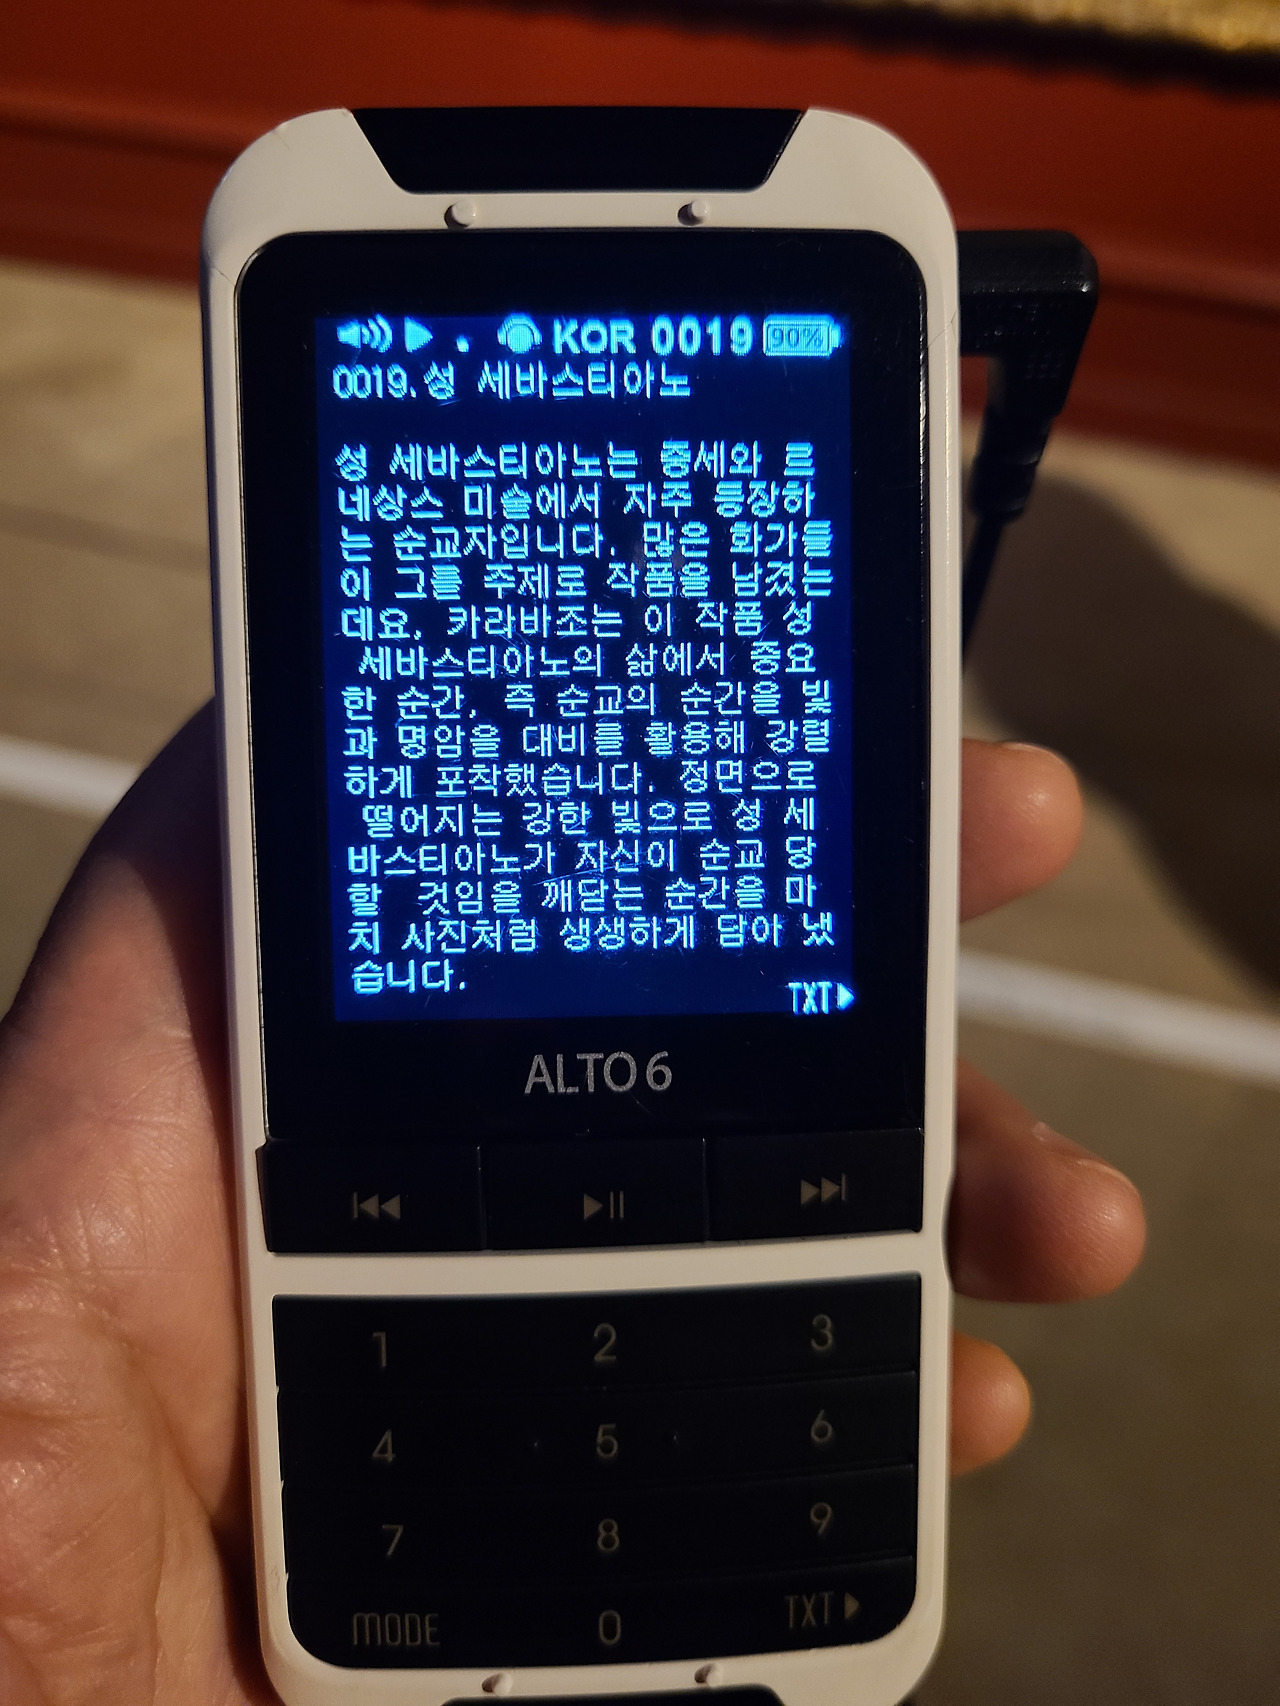 KOR 0019 90%
0019.성 세바스티아노
성 세바스티아노는 중세와 르
네상스 미술에서 자주 등장하
는 순교자입니다. 많은 화가들
이 그를 주제로 작품을 남겼는
데요, 카라바조는 이 작품 성
세바스티아노의 삶에서 중요
한 순간, 즉 순교의 순간을 빛
과 명암을 대비를 활용해 강렬
하게 포착했습니다. 정면으로
떨어지는 강한 빛으로 성 세
바스티아노가 자신이 순교 당
할 것임을 깨닫는 순간을 마
치 사진처럼 생생하게 담아 냈
습니다.
TXT
ALTO 6
1 2 3
4 5 6
7 8 9
MODE 0 TXT